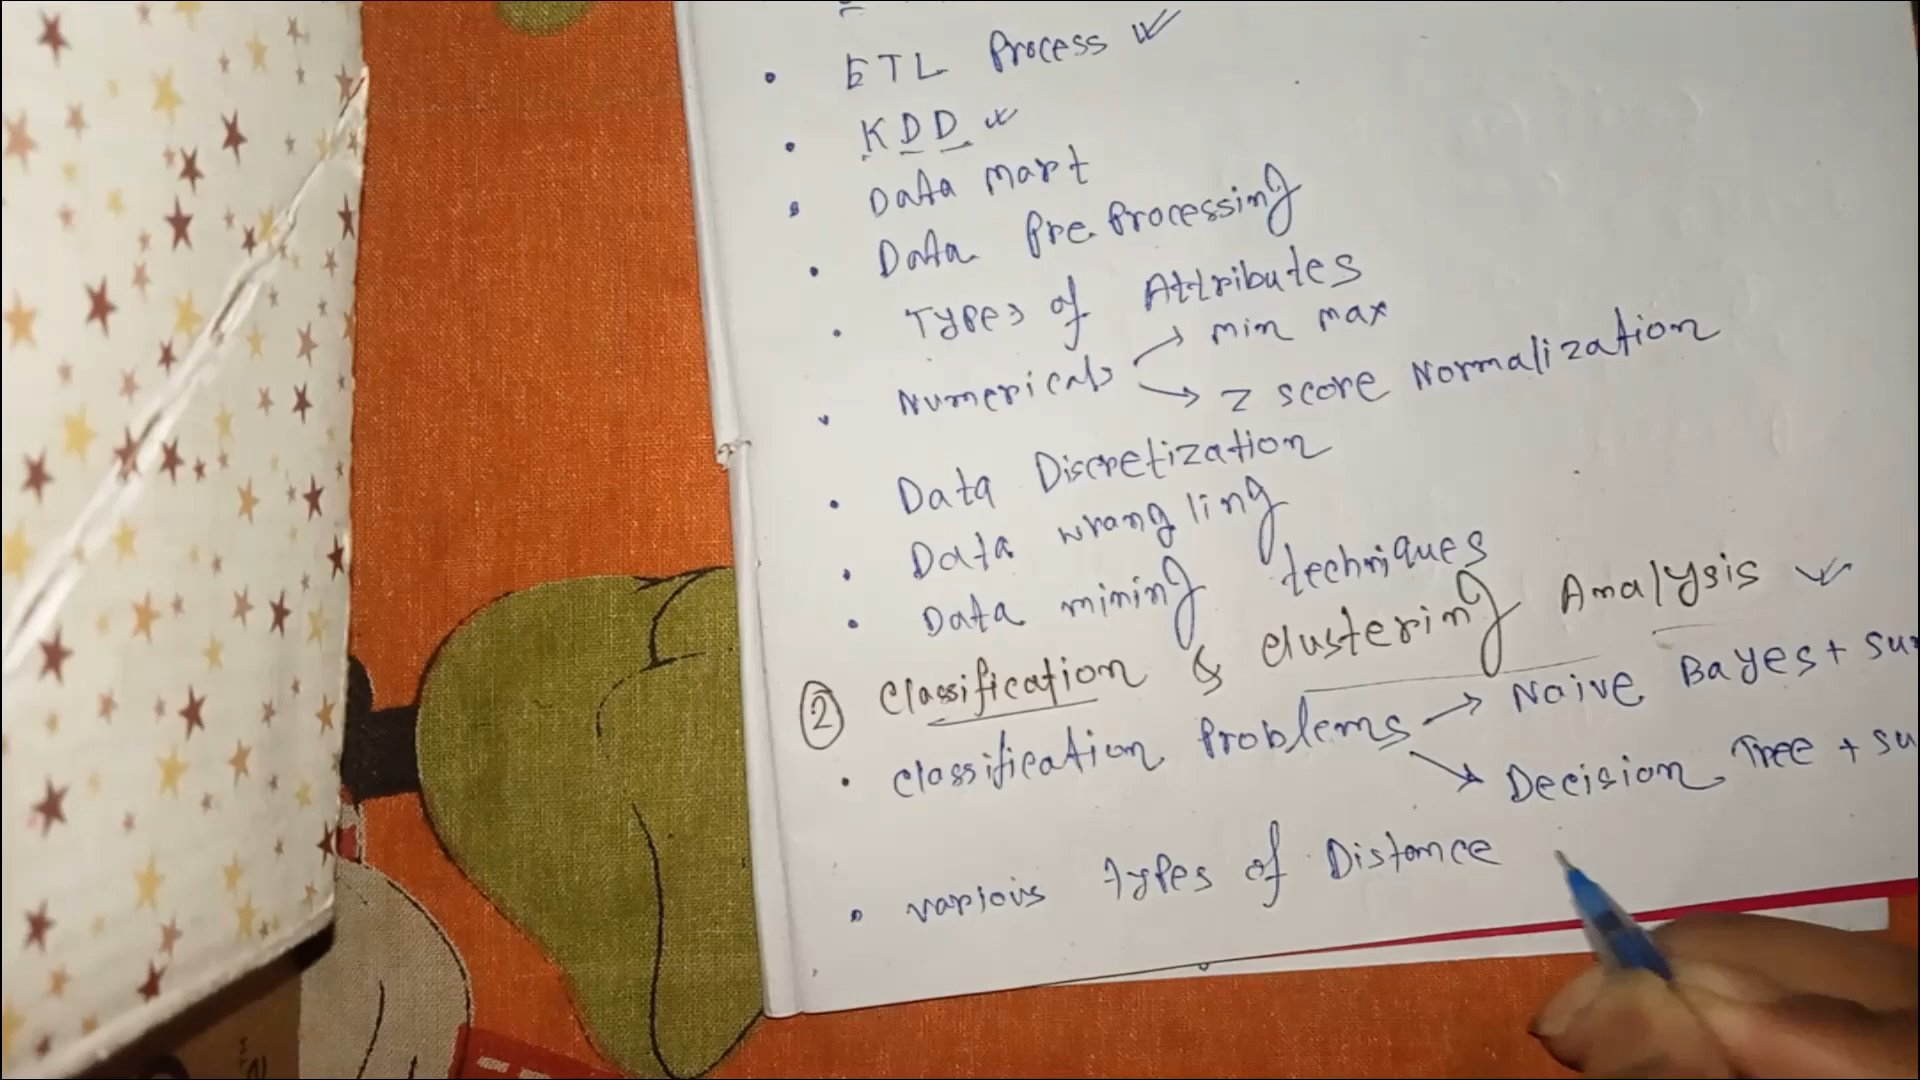 • ETL Process
• KDD
• Data Mart
• Data Pre Processing
• Types of Attributes
• Numericals → min max
→ Z score Normalization
• Data Discretization
• Data wrangling
• Data mining techniques
② Classification & clustering Analysis
• classification Problems → Naive Bayes + su
→ Decision Tree + su
• various types of Distance